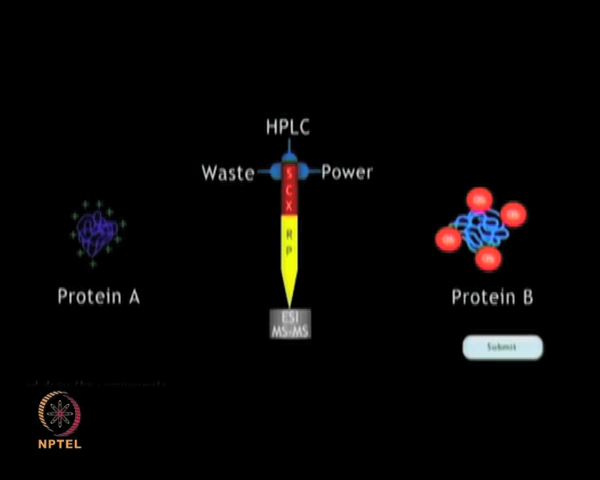 HPLC
Waste
Power
S
C
X
R
P
ESI
MS-MS
Protein A
Protein B
Submit
NPTEL